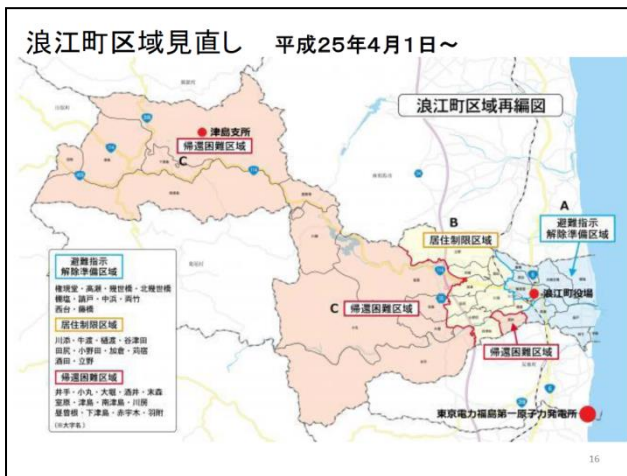 浪江町区域見直し 平成25年4月1日～
浪江町区域再編図
津島支所
帰還困難区域
C
A
避難指示
解除準備区域
B
居住制限区域
浪江町役場
C
帰還困難区域
帰還困難区域
東京電力福島第一原子力発電所
避難指示
解除準備区域
権現堂・高瀬・幾世橋・北幾世橋
棚塩・請戸・中浜・両竹
西台・藤橋
居住制限区域
川添・牛渡・樋渡・谷津田
田尻・小野田・加倉・苅宿
酒田・立野
帰還困難区域
井手・小丸・大堀・酒井・末森
室原・津島・南津島・川房
昼曽根・下津島・赤宇木・羽附
(※大字名)
16